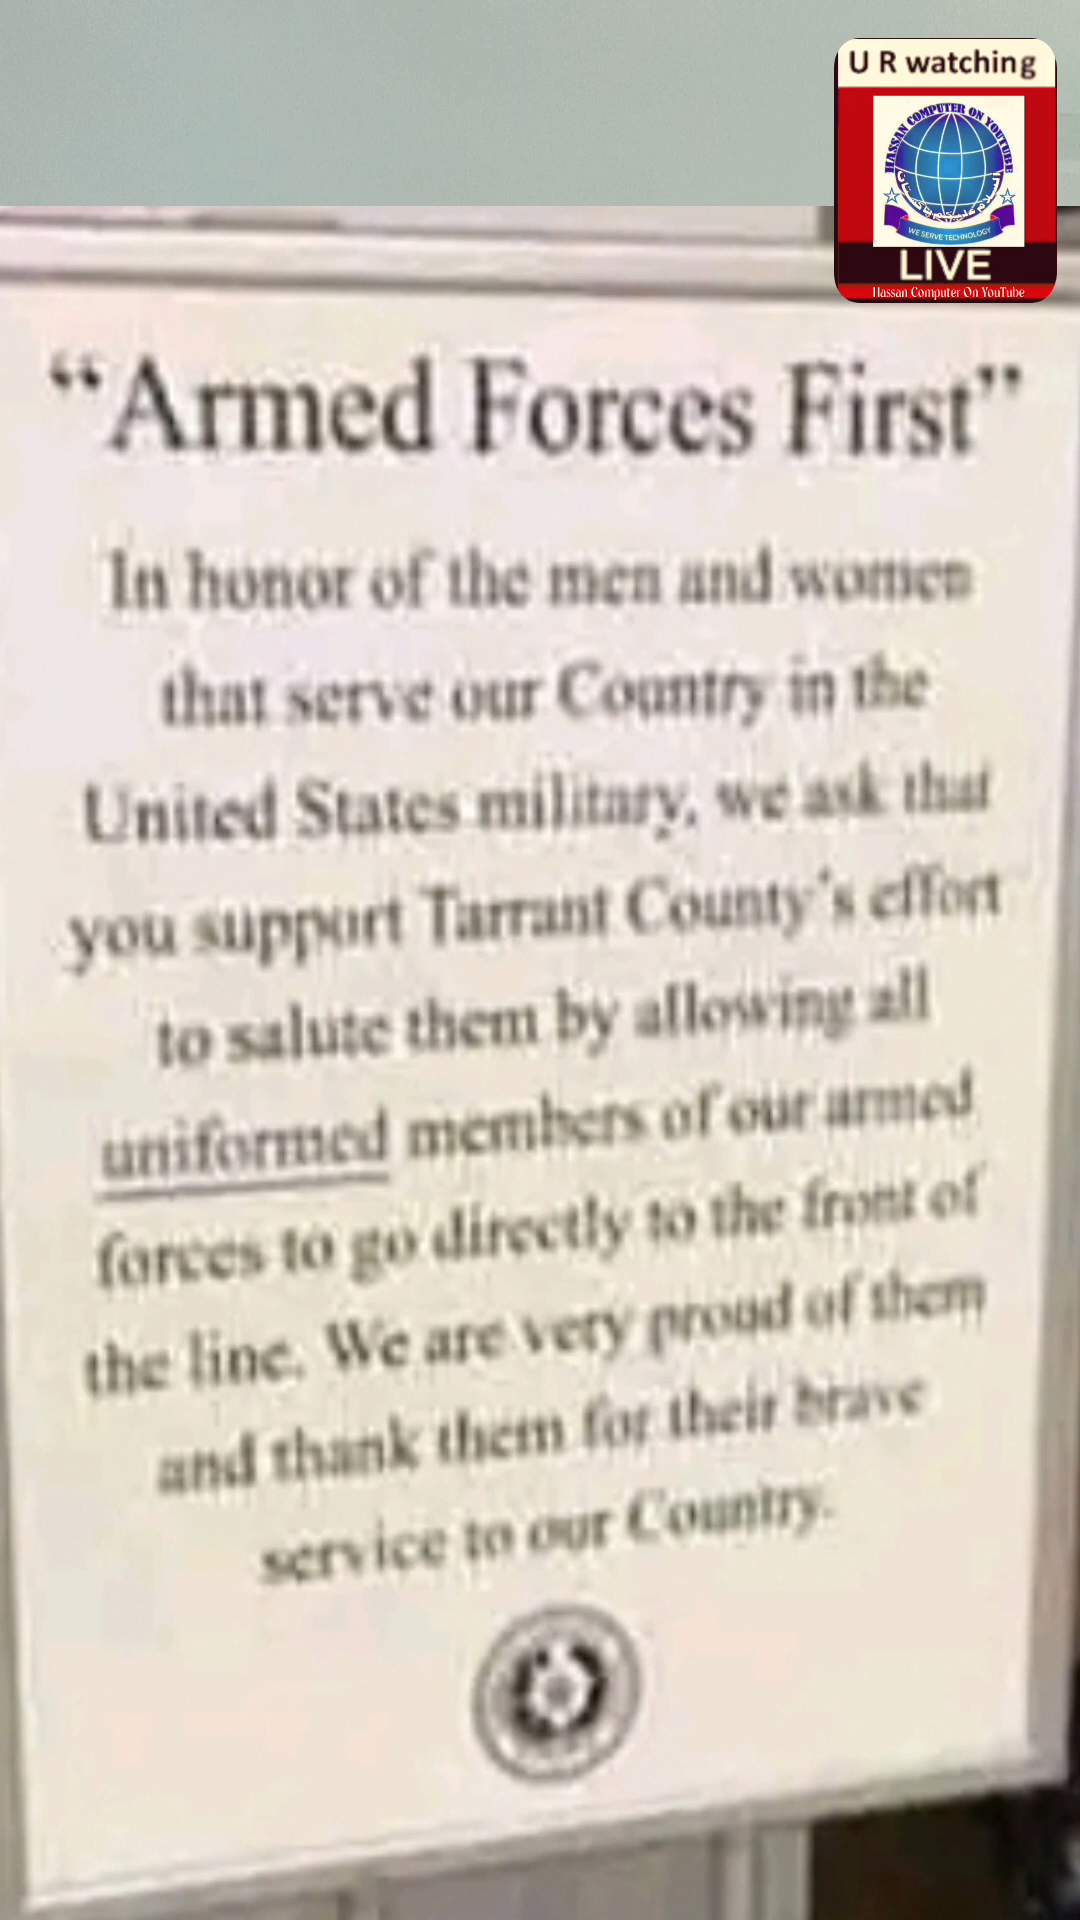 U R watching
HASSAN COMPUTER ON YOUTUBE
WE SERVE TECHNOLOGY
LIVE
Hassan Computer On YouTube
“Armed Forces First”
In honor of the men and women
that serve our Country in the
United States military, we ask that
you support Tarrant County's effort
to salute them by allowing all
uniformed members of our armed
forces to go directly to the front of
the line. We are very proud of them
and thank them for their brave
service to our Country.